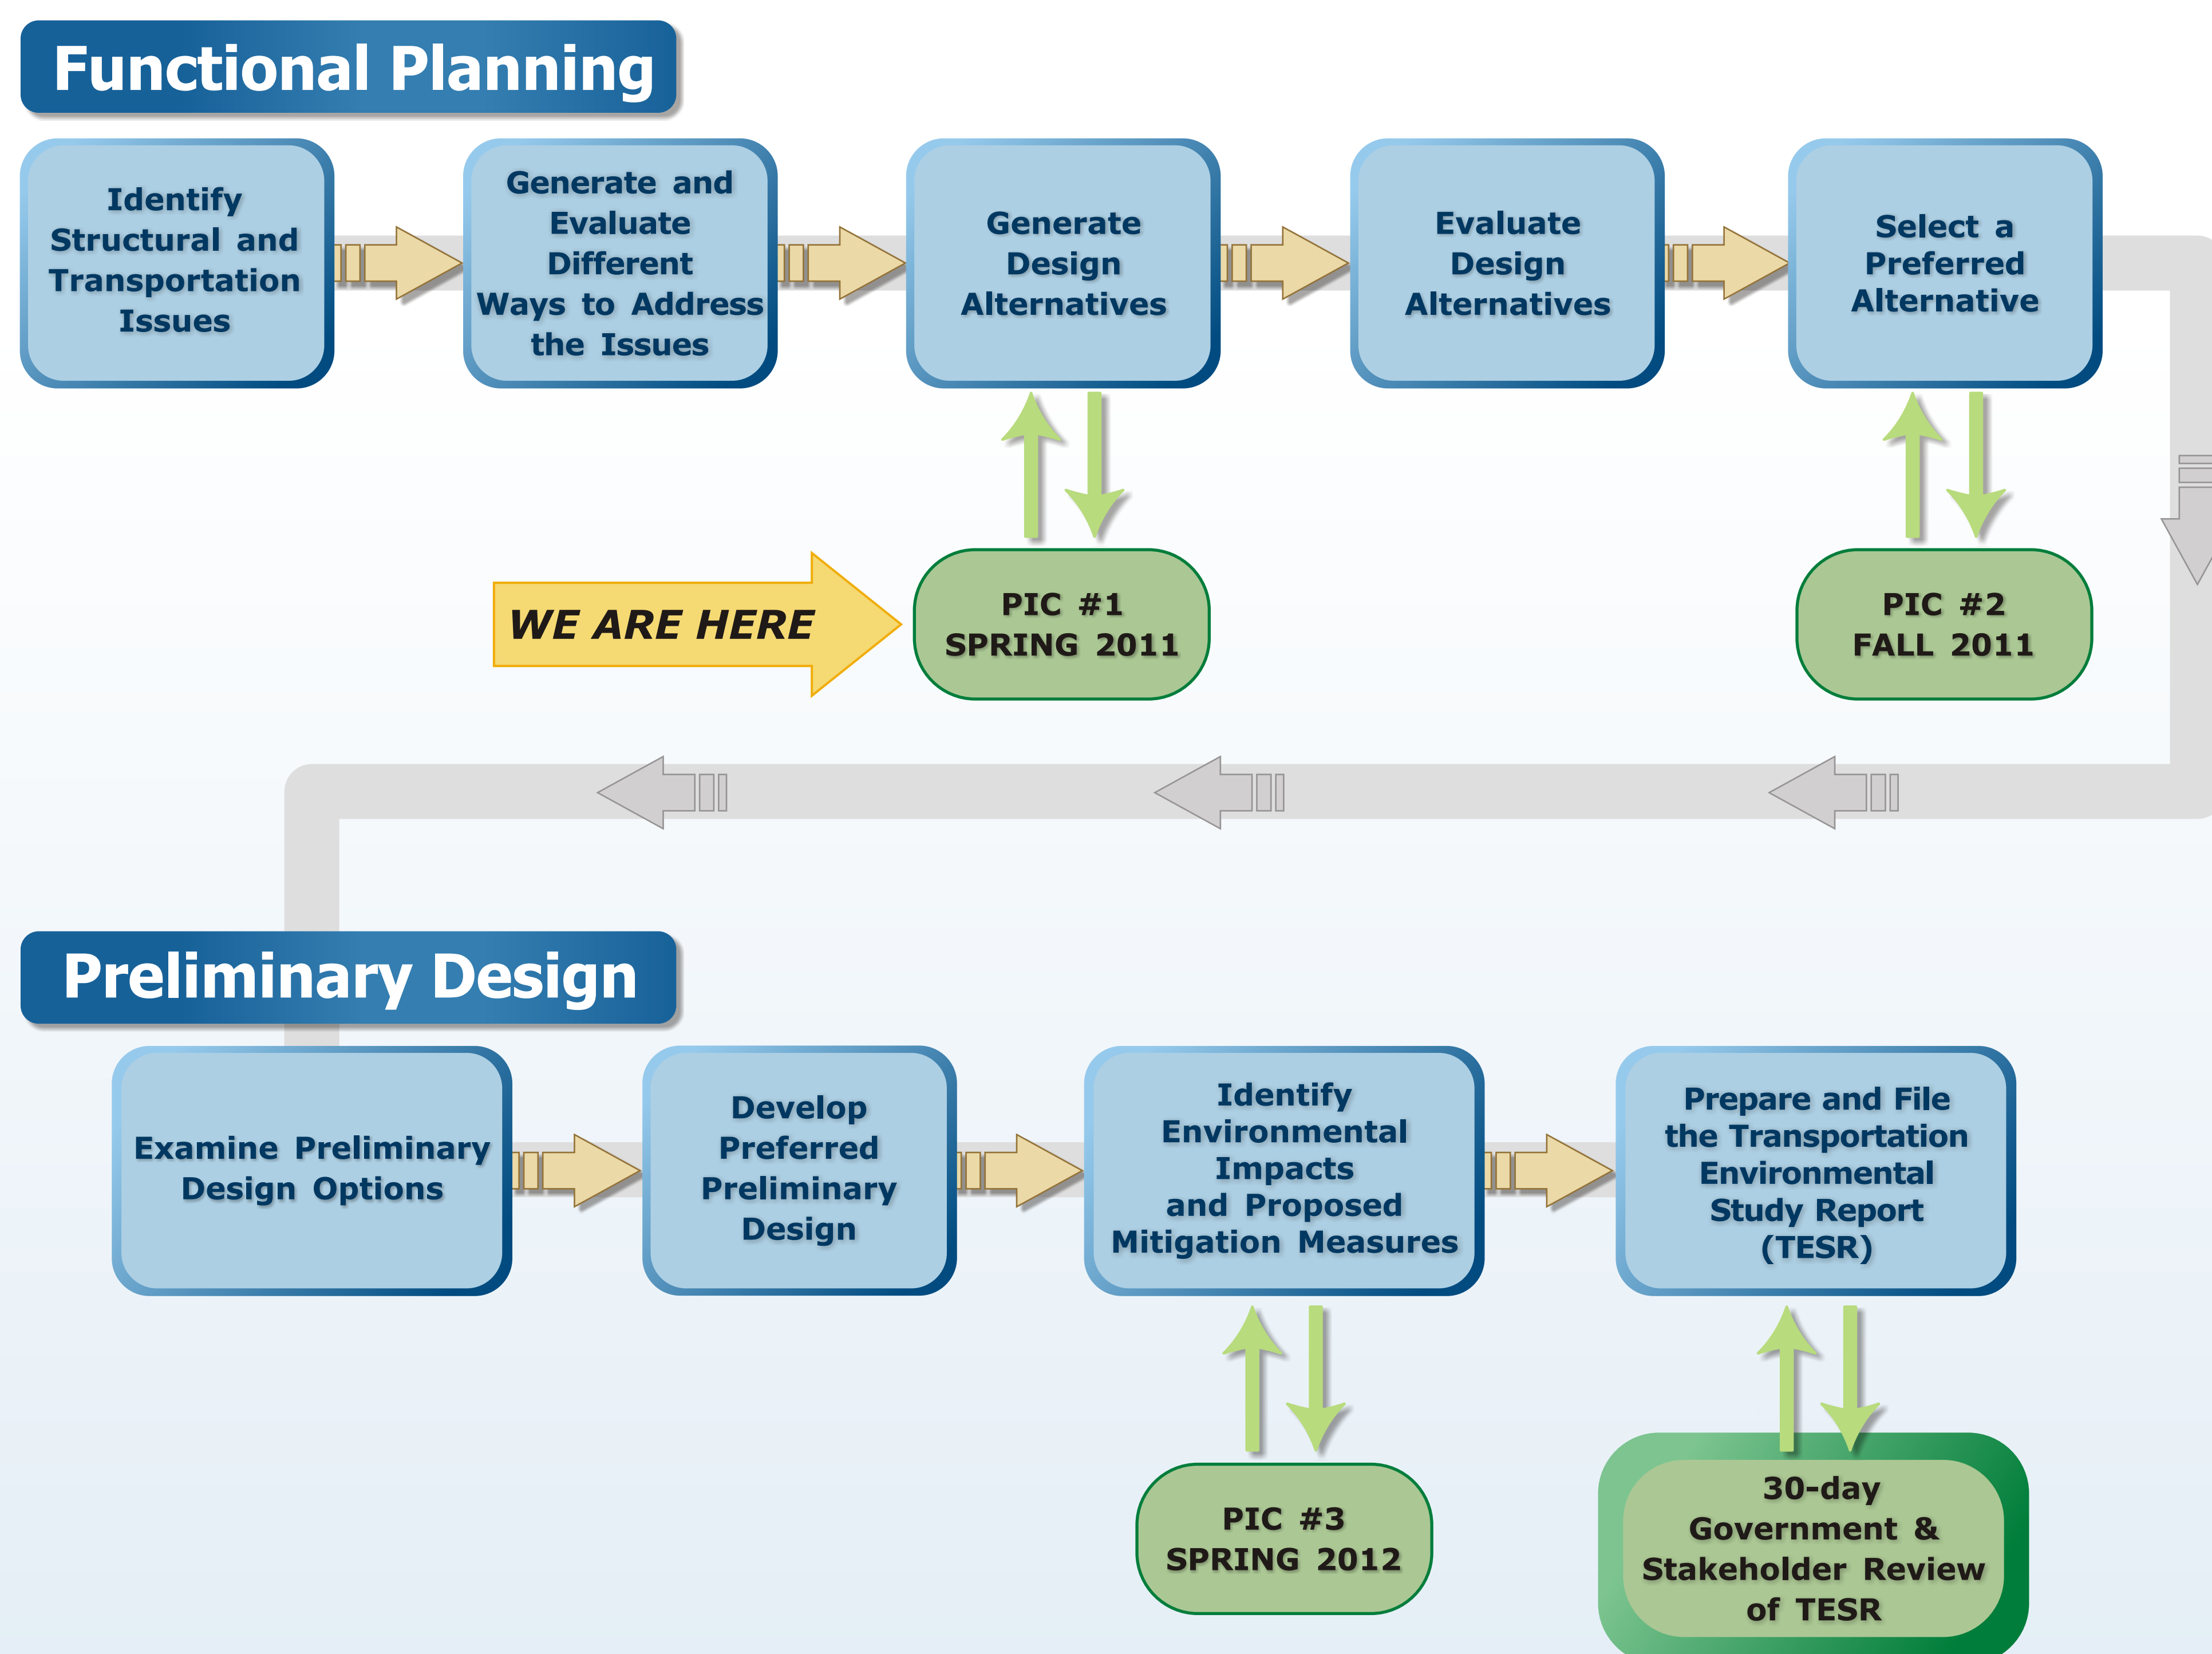 Functional Planning
Identify
Structural and
Transportation
Issues
Generate and
Evaluate
Different
Ways to Address
the Issues
Generate
Design
Alternatives
Evaluate
Design
Alternatives
Select a
Preferred
Alternative
WE ARE HERE
PIC #1
SPRING 2011
PIC #2
FALL 2011
Preliminary Design
Examine Preliminary
Design Options
Develop
Preferred
Preliminary
Design
Identify
Environmental
Impacts
and Proposed
Mitigation Measures
Prepare and File
the Transportation
Environmental
Study Report
(TESR)
PIC #3
SPRING 2012
30-day
Government &
Stakeholder Review
of TESR